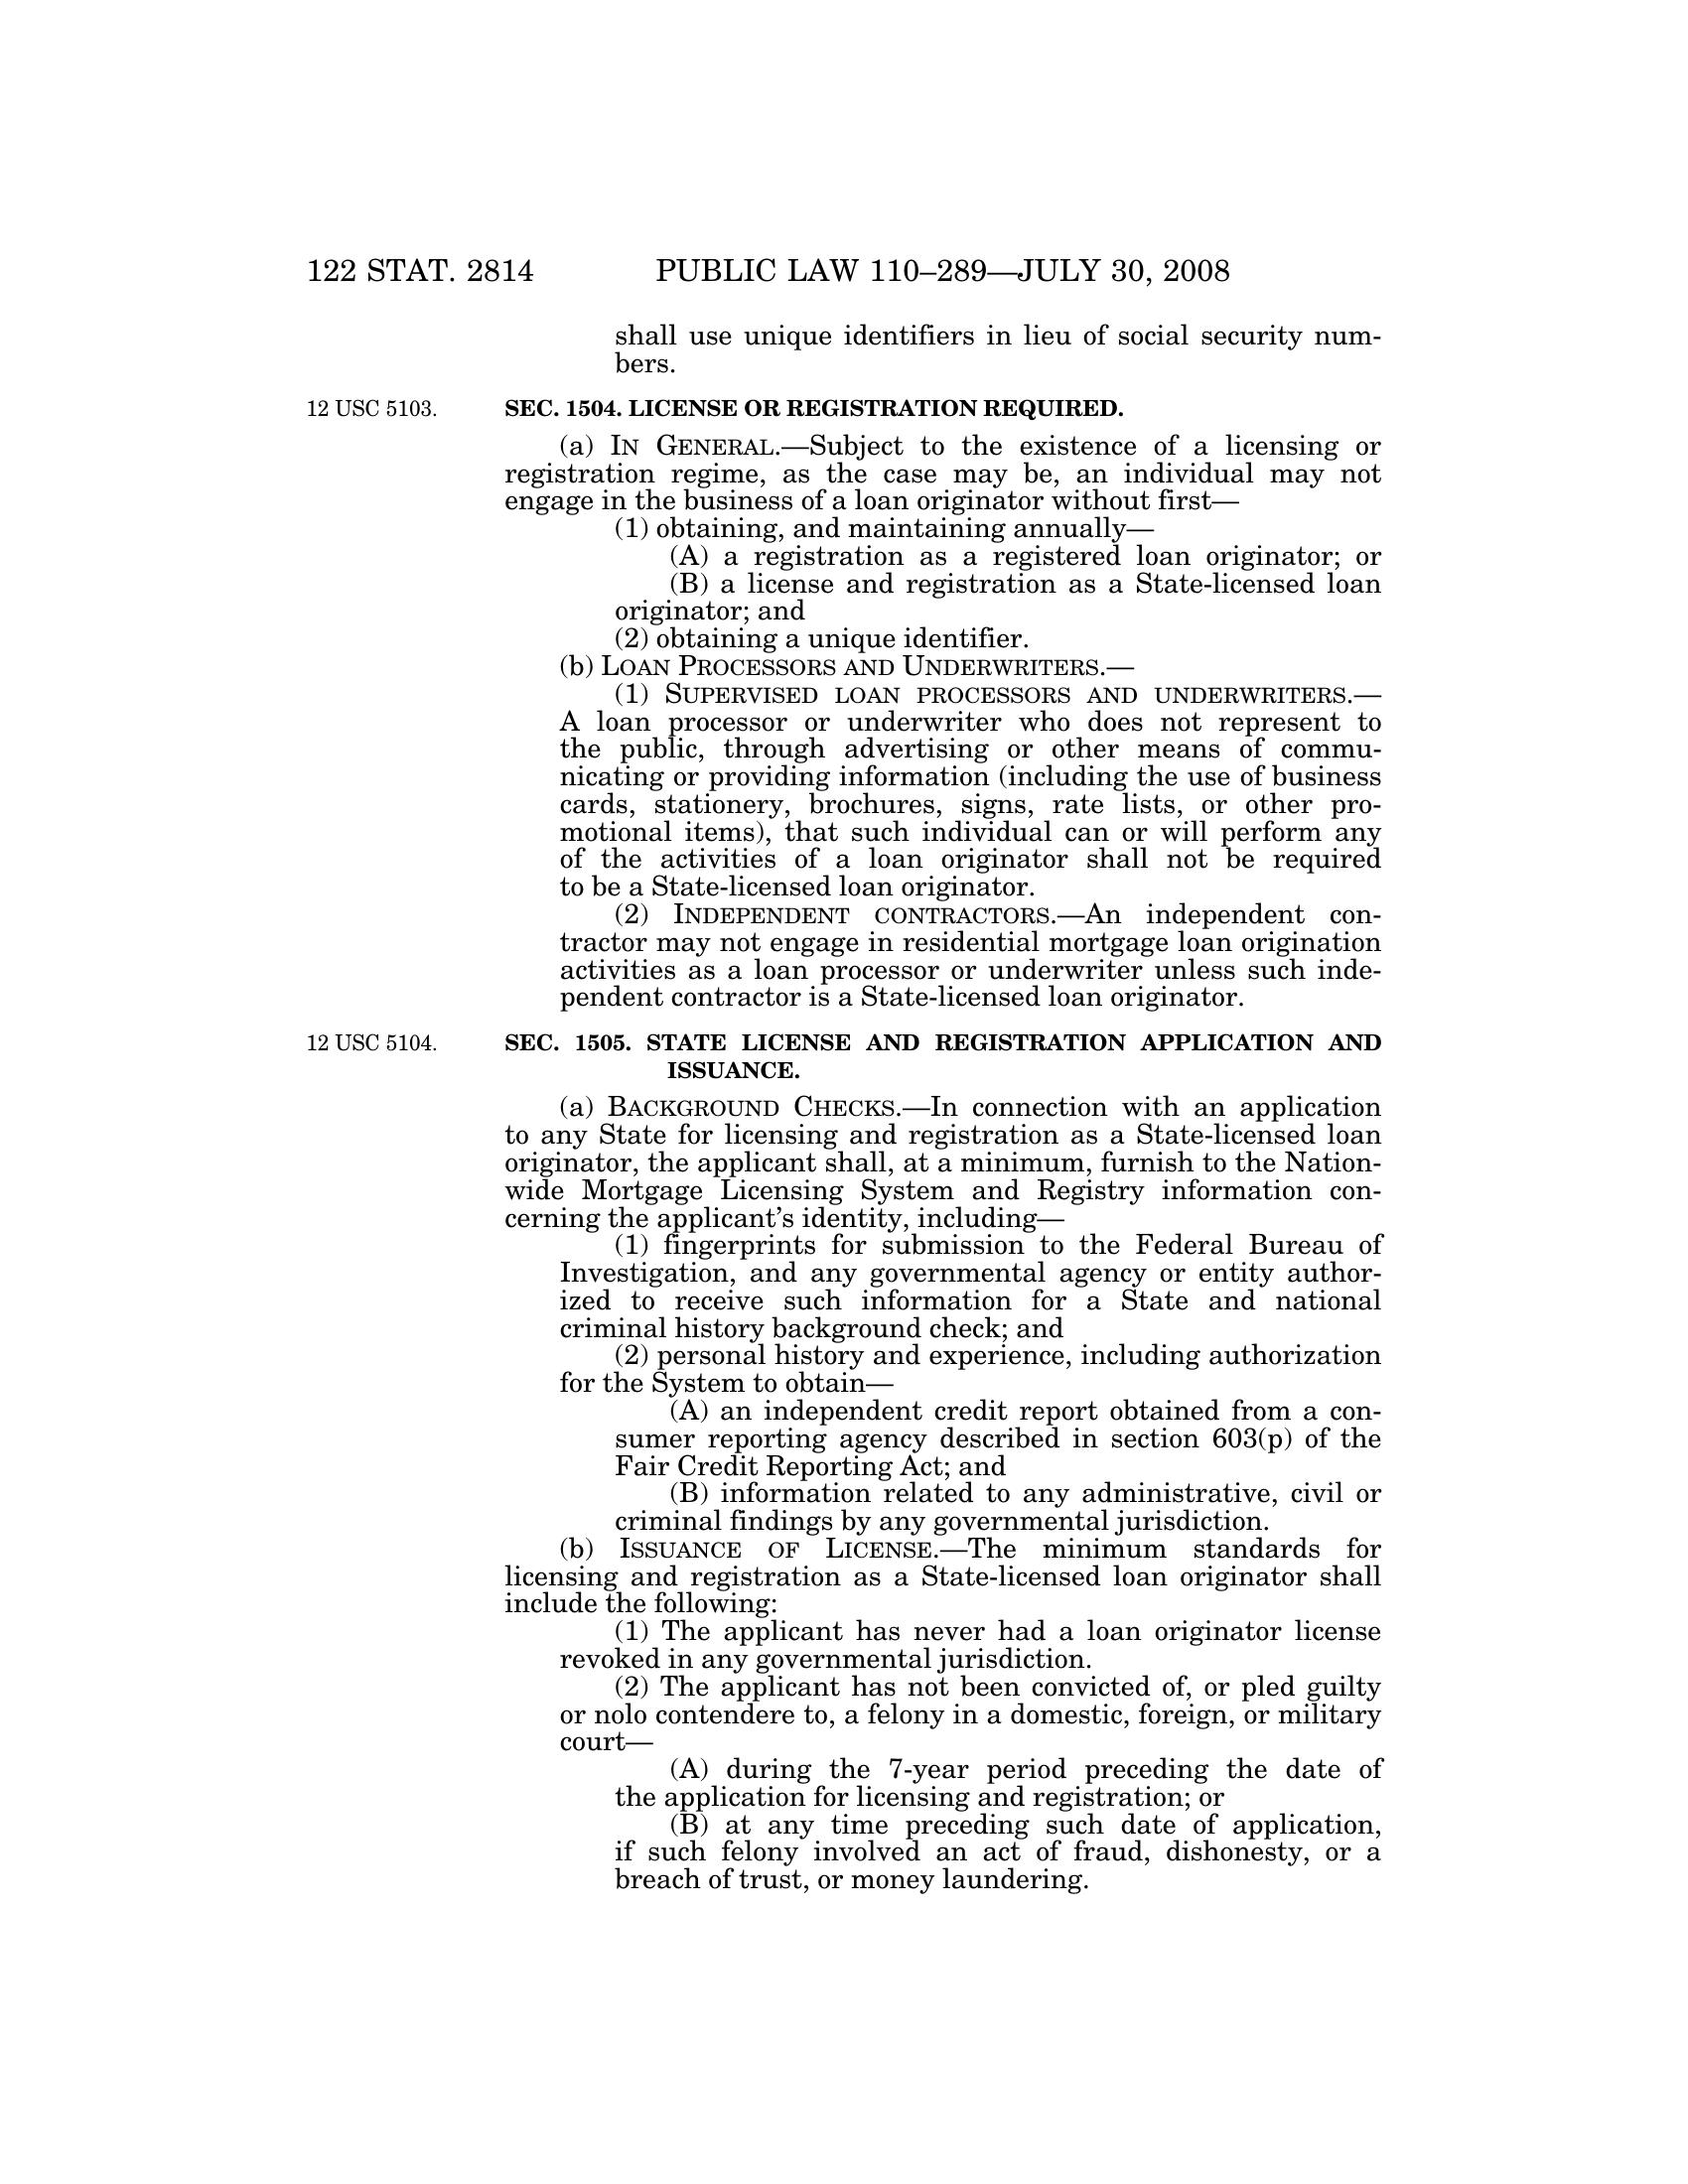 122 STAT. 2814 PUBLIC LAW 110–289—JULY 30, 2008
shall use unique identifiers in lieu of social security num-
bers.
12 USC 5103. SEC. 1504. LICENSE OR REGISTRATION REQUIRED.
(a) IN GENERAL.—Subject to the existence of a licensing or
registration regime, as the case may be, an individual may not
engage in the business of a loan originator without first—
(1) obtaining, and maintaining annually—
(A) a registration as a registered loan originator; or
(B) a license and registration as a State-licensed loan
originator; and
(2) obtaining a unique identifier.
(b) LOAN PROCESSORS AND UNDERWRITERS.—
(1) SUPERVISED LOAN PROCESSORS AND UNDERWRITERS.—
A loan processor or underwriter who does not represent to
the public, through advertising or other means of commu-
nicating or providing information (including the use of business
cards, stationery, brochures, signs, rate lists, or other pro-
motional items), that such individual can or will perform any
of the activities of a loan originator shall not be required
to be a State-licensed loan originator.
(2) INDEPENDENT CONTRACTORS.—An independent con-
tractor may not engage in residential mortgage loan origination
activities as a loan processor or underwriter unless such inde-
pendent contractor is a State-licensed loan originator.
12 USC 5104. SEC. 1505. STATE LICENSE AND REGISTRATION APPLICATION AND
ISSUANCE.
(a) BACKGROUND CHECKS.—In connection with an application
to any State for licensing and registration as a State-licensed loan
originator, the applicant shall, at a minimum, furnish to the Nation-
wide Mortgage Licensing System and Registry information con-
cerning the applicant's identity, including—
(1) fingerprints for submission to the Federal Bureau of
Investigation, and any governmental agency or entity author-
ized to receive such information for a State and national
criminal history background check; and
(2) personal history and experience, including authorization
for the System to obtain—
(A) an independent credit report obtained from a con-
sumer reporting agency described in section 603(p) of the
Fair Credit Reporting Act; and
(B) information related to any administrative, civil or
criminal findings by any governmental jurisdiction.
(b) ISSUANCE OF LICENSE.—The minimum standards for
licensing and registration as a State-licensed loan originator shall
include the following:
(1) The applicant has never had a loan originator license
revoked in any governmental jurisdiction.
(2) The applicant has not been convicted of, or pled guilty
or nolo contendere to, a felony in a domestic, foreign, or military
court—
(A) during the 7-year period preceding the date of
the application for licensing and registration; or
(B) at any time preceding such date of application,
if such felony involved an act of fraud, dishonesty, or a
breach of trust, or money laundering.